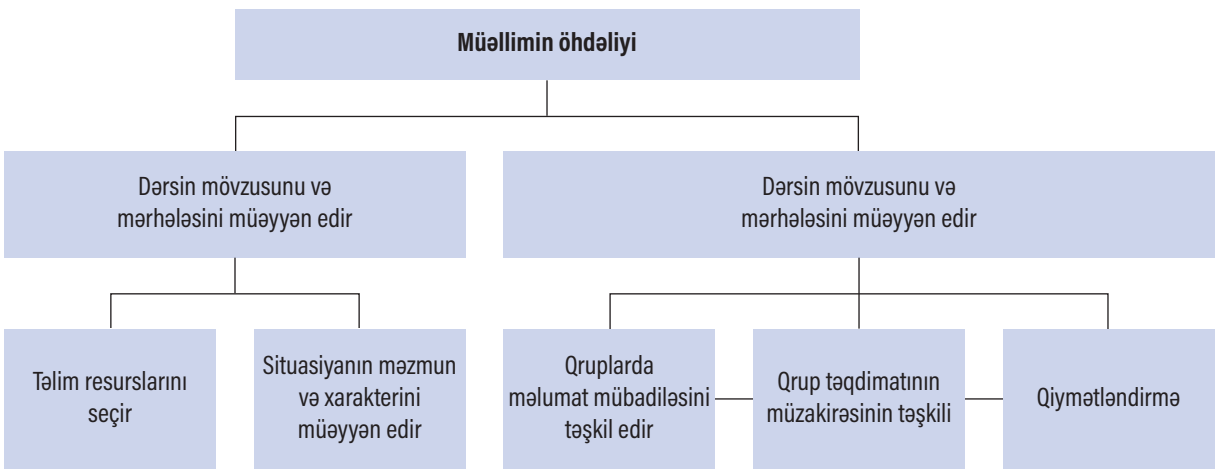 Müəllimin öhdəliyi
Dərsin mövzusunu və
mərhələsini müəyyən edir
Dərsin mövzusunu və
mərhələsini müəyyən edir
Təlim resurslarını
seçir
Situasiyanın məzmun
və xarakterini
müəyyən edir
Qruplarda
məlumat mübadiləsini
təşkil edir
Qrup təqdimatının
müzakirəsinin təşkili
Qiymətləndirmə